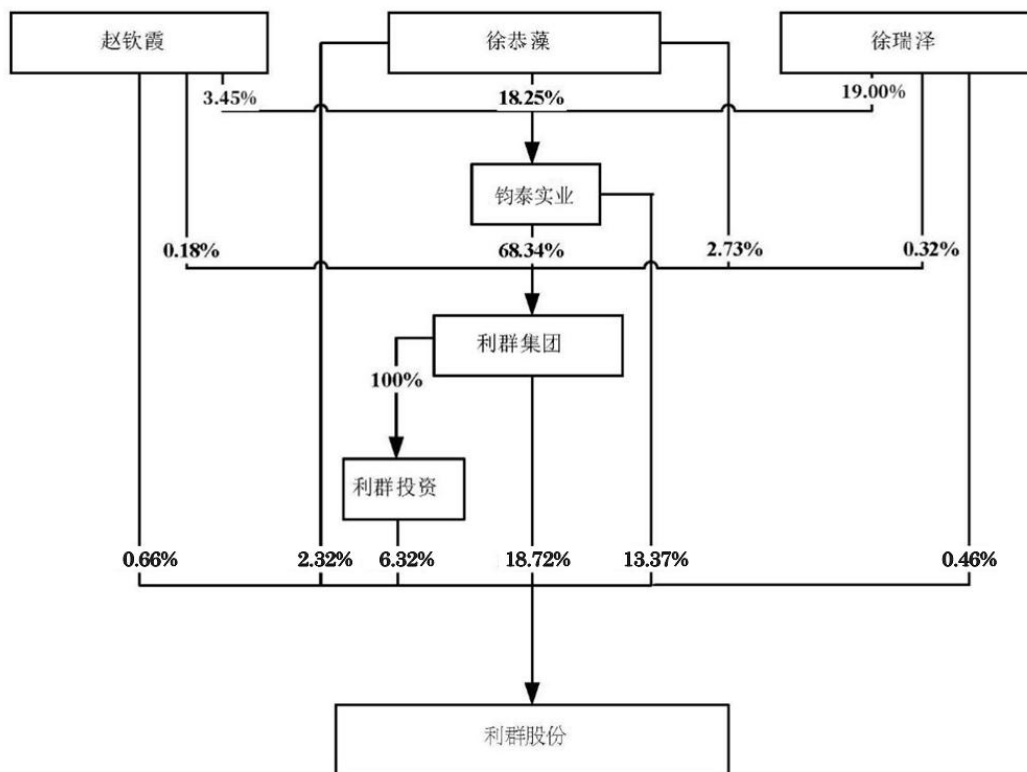 赵钦霞
徐恭藻
徐瑞泽
3.45%
18.25%
19.00%
钧泰实业
0.18%
68.34%
2.73%
0.32%
利群集团
100%
利群投资
0.66%
2.32%
6.32%
18.72%
13.37%
0.46%
利群股份